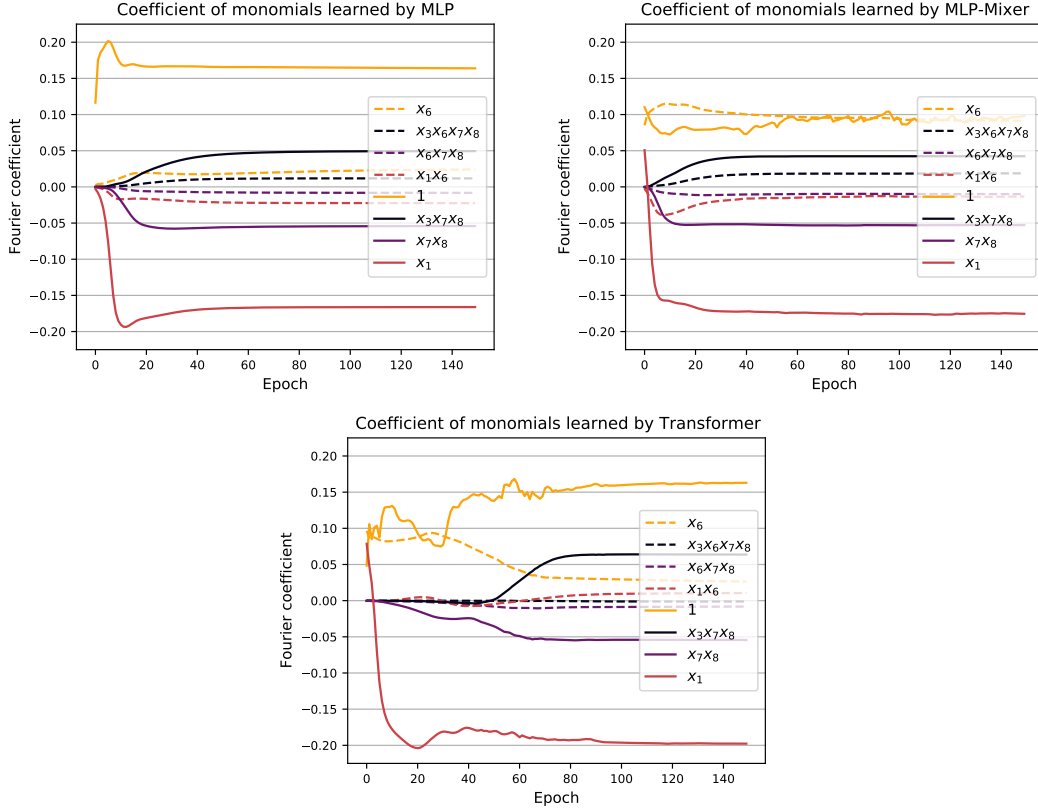 Coefficient of monomials learned by MLP
0.20
0.15
0.10
0.05
0.00
−0.05
−0.10
−0.15
−0.20
Fourier coefficient
0 20 40 60 80 100 120 140
Epoch
x₆
x₃x₆x₇x₈
x₆x₇x₈
x₁x₆
1
x₃x₇x₈
x₇x₈
x₁
Coefficient of monomials learned by MLP-Mixer
0.20
0.15
0.10
0.05
0.00
−0.05
−0.10
−0.15
−0.20
Fourier coefficient
0 20 40 60 80 100 120 140
Epoch
x₆
x₃x₆x₇x₈
x₆x₇x₈
x₁x₆
1
x₃x₇x₈
x₇x₈
x₁
Coefficient of monomials learned by Transformer
0.20
0.15
0.10
0.05
0.00
−0.05
−0.10
−0.15
−0.20
Fourier coefficient
0 20 40 60 80 100 120 140
Epoch
x₆
x₃x₆x₇x₈
x₆x₇x₈
x₁x₆
1
x₃x₇x₈
x₇x₈
x₁